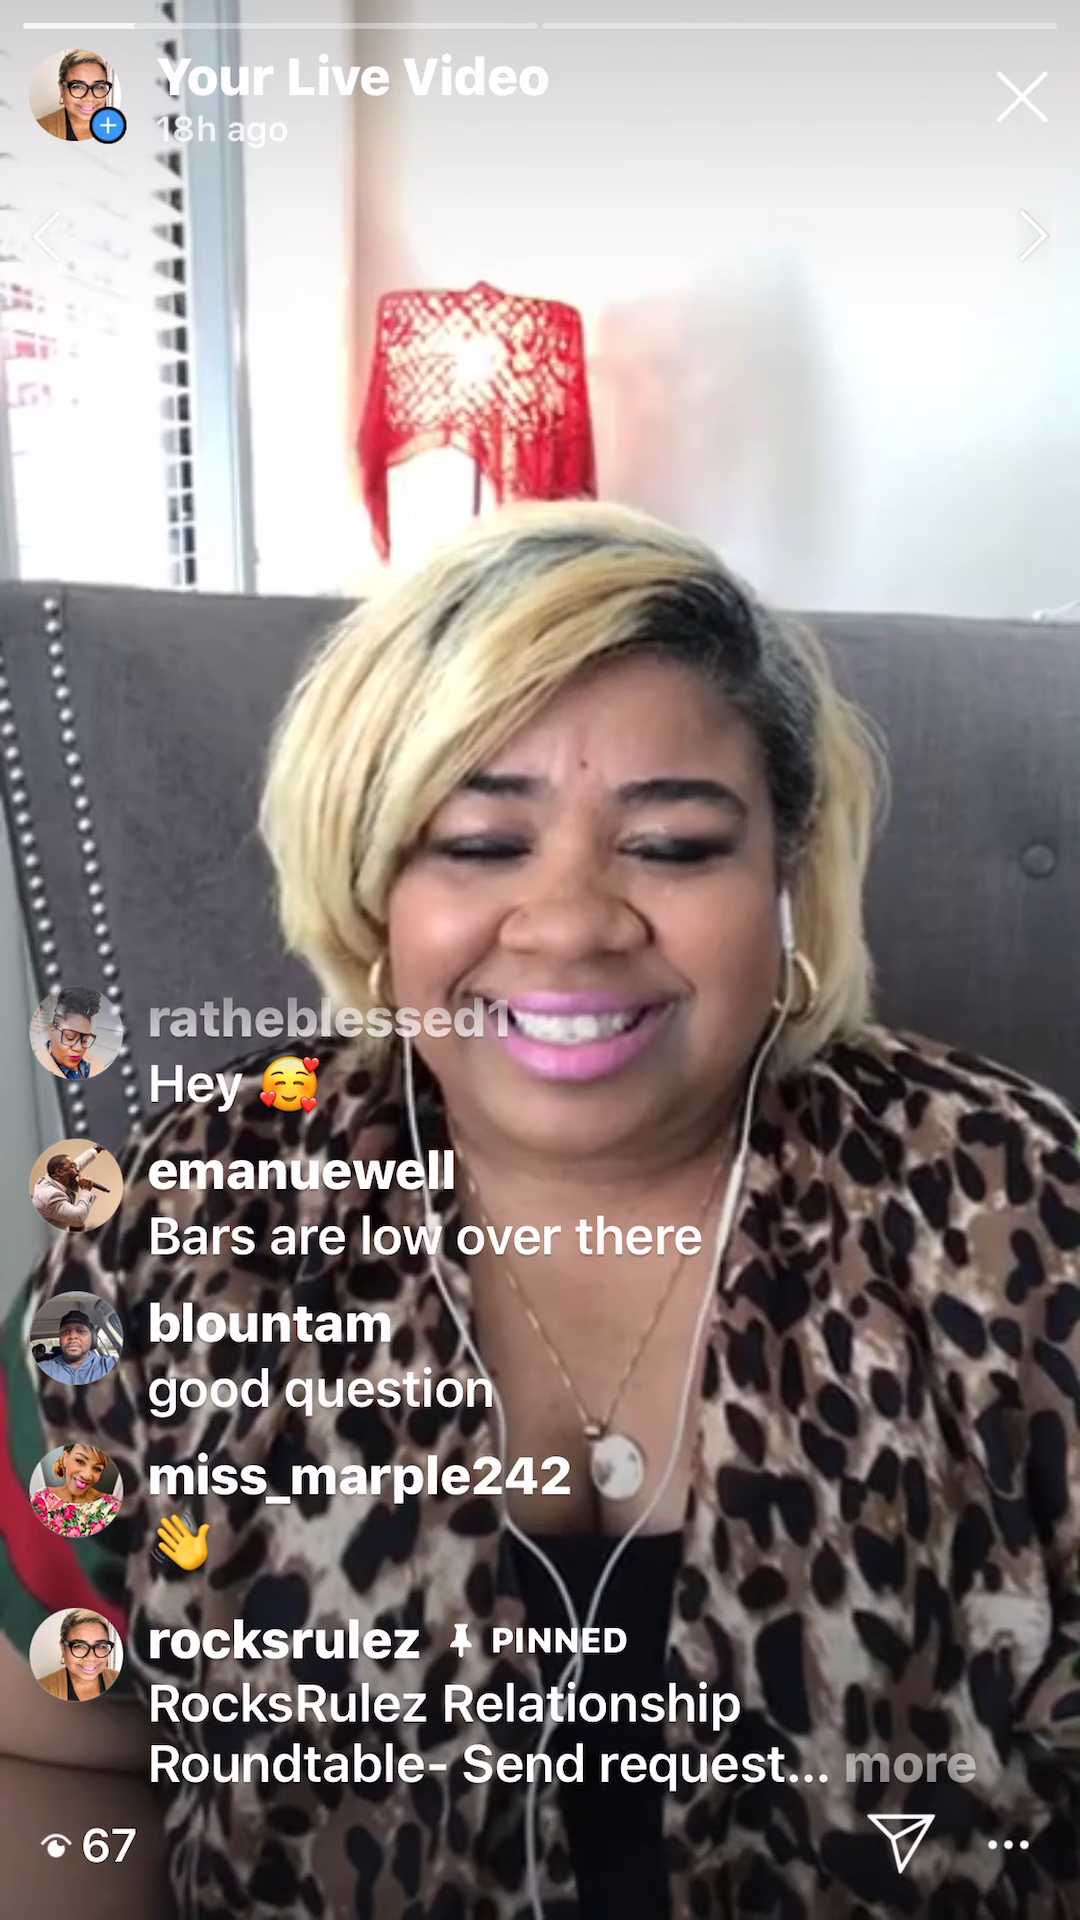 Your Live Video
18h ago
ratheblessed1
Hey 🥰
emanuewell
Bars are low over there
blountam
good question
miss_marple242
👋
rocksrulez PINNED
RocksRulez Relationship
Roundtable- Send request... more
67